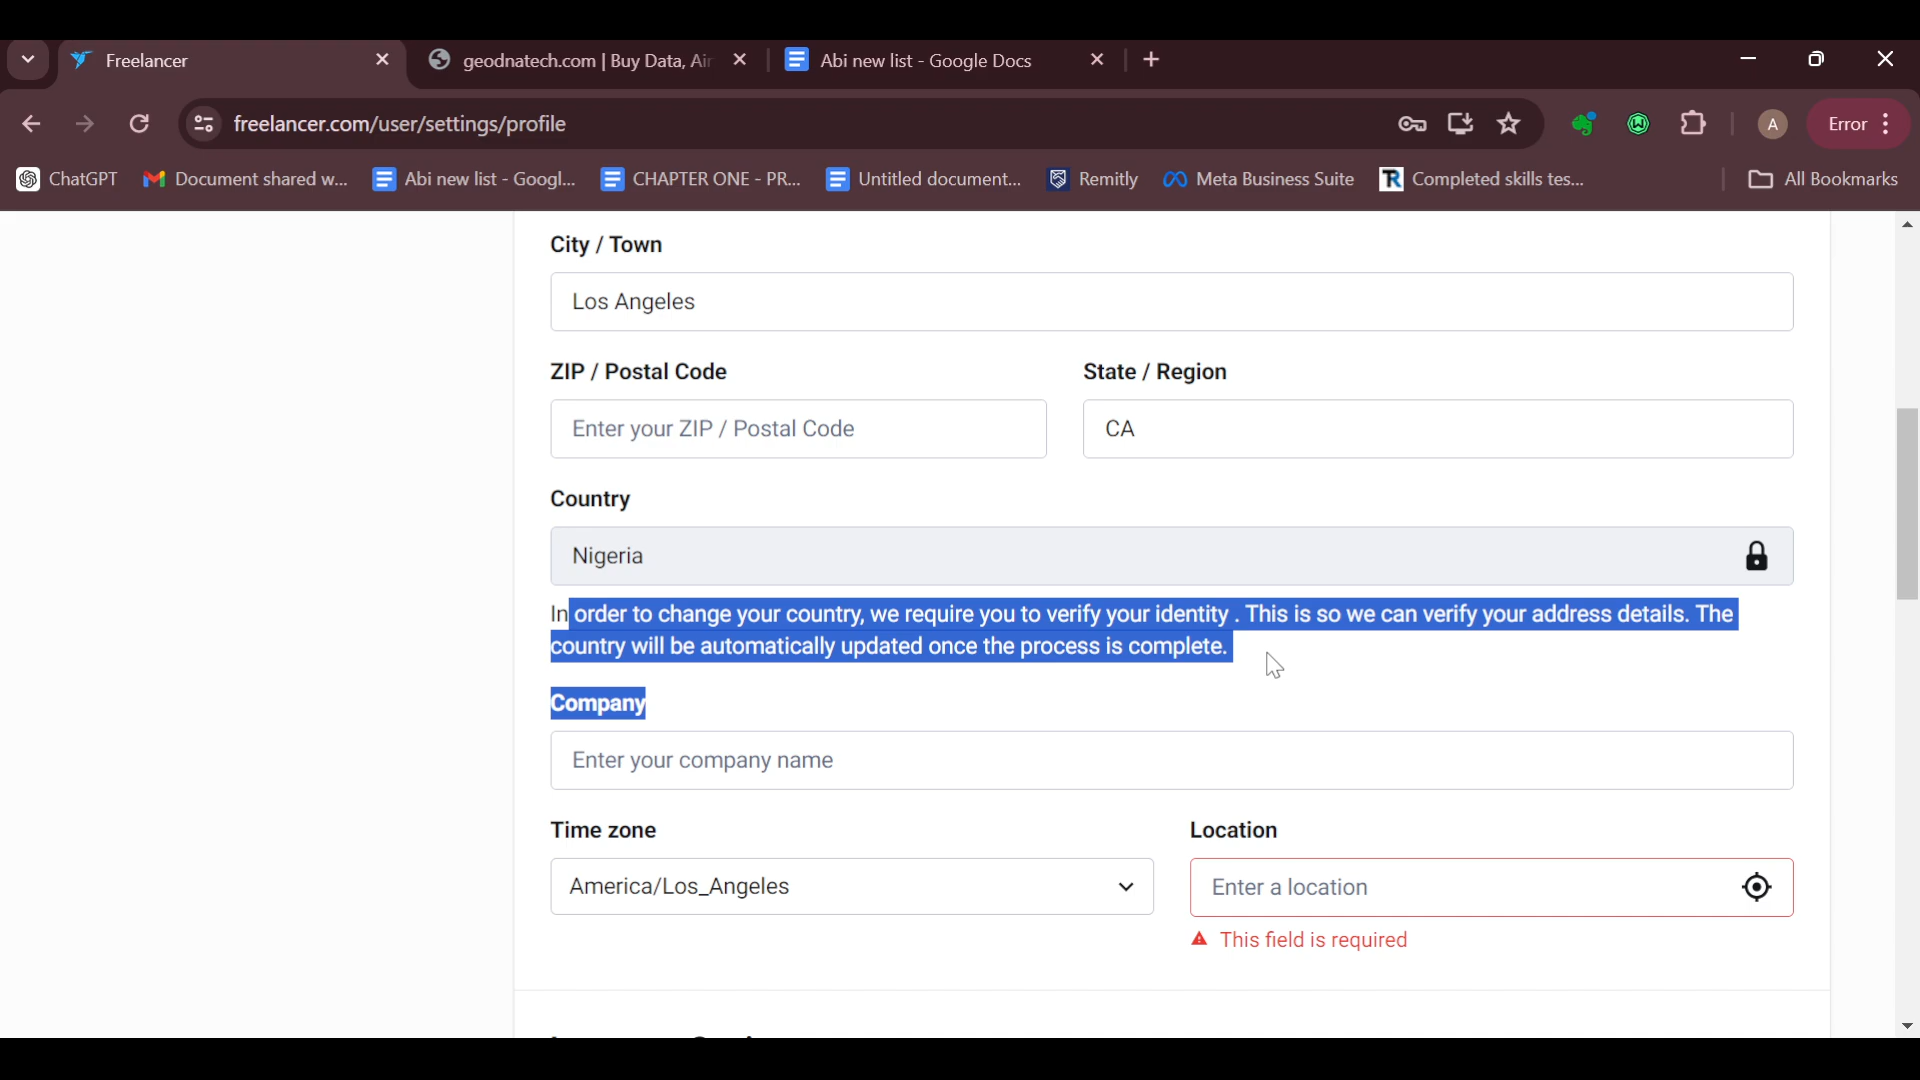 Freelancer
geodnatech.com | Buy Data, Air
Abi new list - Google Docs
freelancer.com/user/settings/profile
A
Error
ChatGPT
Document shared w...
Abi new list - Googl...
CHAPTER ONE - PR...
Untitled document...
Remitly
Meta Business Suite
TR
Completed skills tes...
All Bookmarks
City / Town
Los Angeles
ZIP / Postal Code
State / Region
Enter your ZIP / Postal Code
CA
Country
Nigeria
In order to change your country, we require you to verify your identity . This is so we can verify your address details. The
country will be automatically updated once the process is complete.
Company
Enter your company name
Time zone
Location
America/Los_Angeles
Enter a location
This field is required